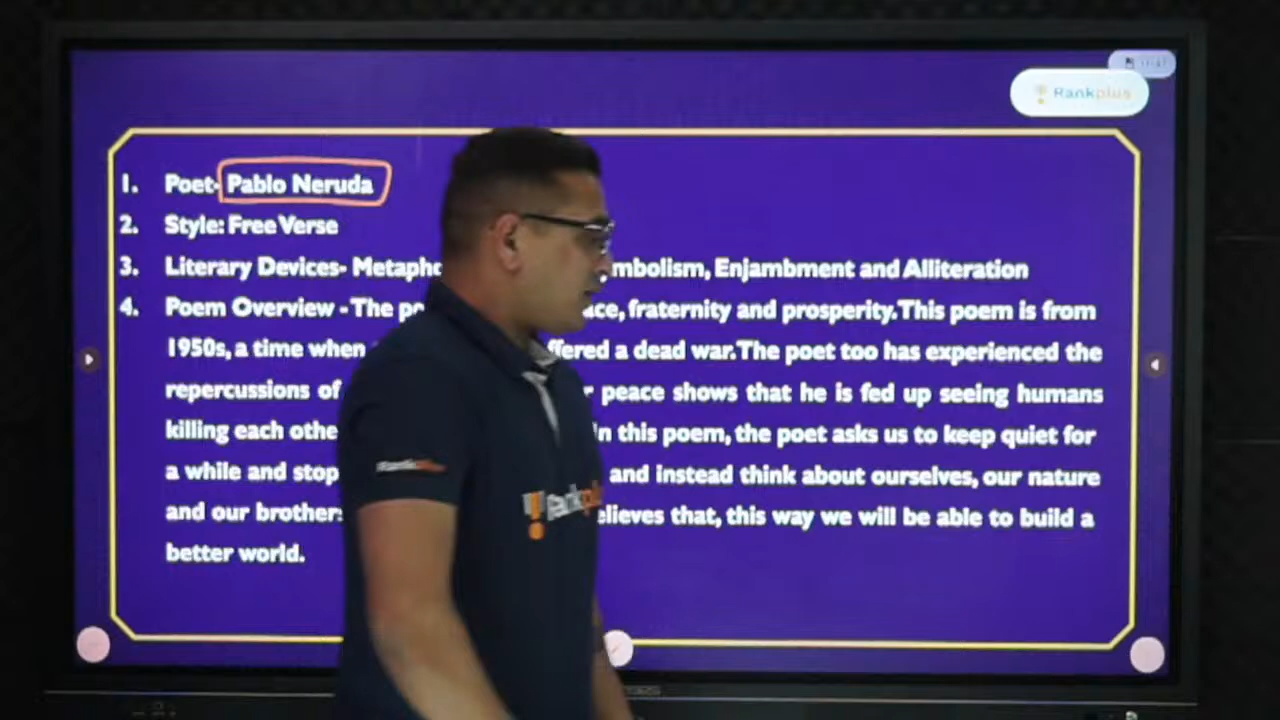 Rankplus
1. Poet- Pablo Neruda
2. Style: Free Verse
3. Literary Devices- Metapho mbolism, Enjambment and Alliteration
4. Poem Overview - The po ace, fraternity and prosperity. This poem is from
1950s, a time when ffered a dead war. The poet too has experienced the
repercussions of r peace shows that he is fed up seeing humans
killing each othe In this poem, the poet asks us to keep quiet for
a while and stop and instead think about ourselves, our nature
and our brother elieves that, this way we will be able to build a
better world.